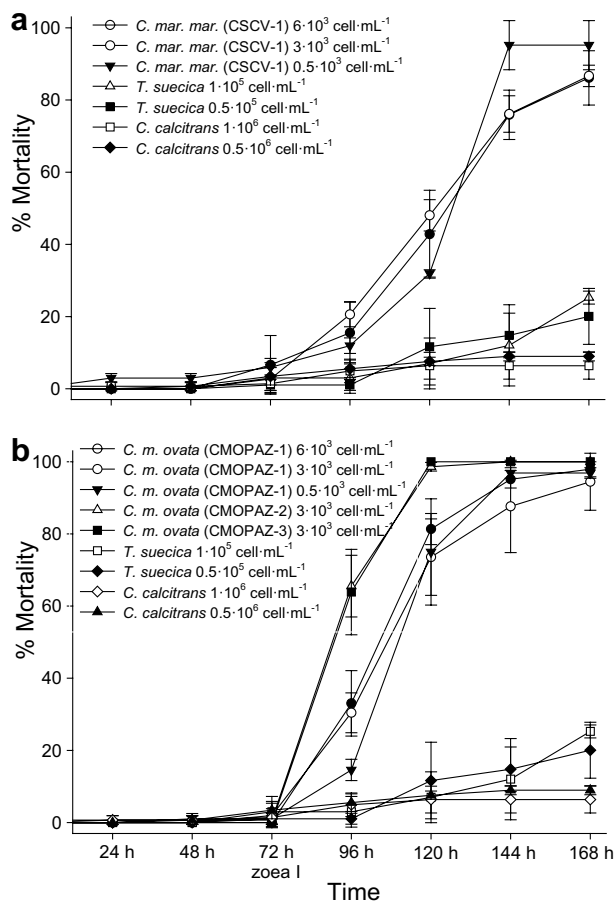 a
C. mar. mar. (CSCV-1) 6·10³ cell·mL⁻¹
C. mar. mar. (CSCV-1) 3·10³ cell·mL⁻¹
C. mar. mar. (CSCV-1) 0.5·10³ cell·mL⁻¹
T. suecica 1·10⁵ cell·mL⁻¹
T. suecica 0.5·10⁵ cell·mL⁻¹
C. calcitrans 1·10⁶ cell·mL⁻¹
C. calcitrans 0.5·10⁶ cell·mL⁻¹
% Mortality
100
80
60
40
20
0
b
C. m. ovata (CMOPAZ-1) 6·10³ cell·mL⁻¹
C. m. ovata (CMOPAZ-1) 3·10³ cell·mL⁻¹
C. m. ovata (CMOPAZ-1) 0.5·10³ cell·mL⁻¹
C. m. ovata (CMOPAZ-2) 3·10³ cell·mL⁻¹
C. m. ovata (CMOPAZ-3) 3·10³ cell·mL⁻¹
T. suecica 1·10⁵ cell·mL⁻¹
T. suecica 0.5·10⁵ cell·mL⁻¹
C. calcitrans 1·10⁶ cell·mL⁻¹
C. calcitrans 0.5·10⁶ cell·mL⁻¹
% Mortality
100
80
60
40
20
0
24 h 48 h 72 h 96 h 120 h 144 h 168 h
zoea I
Time